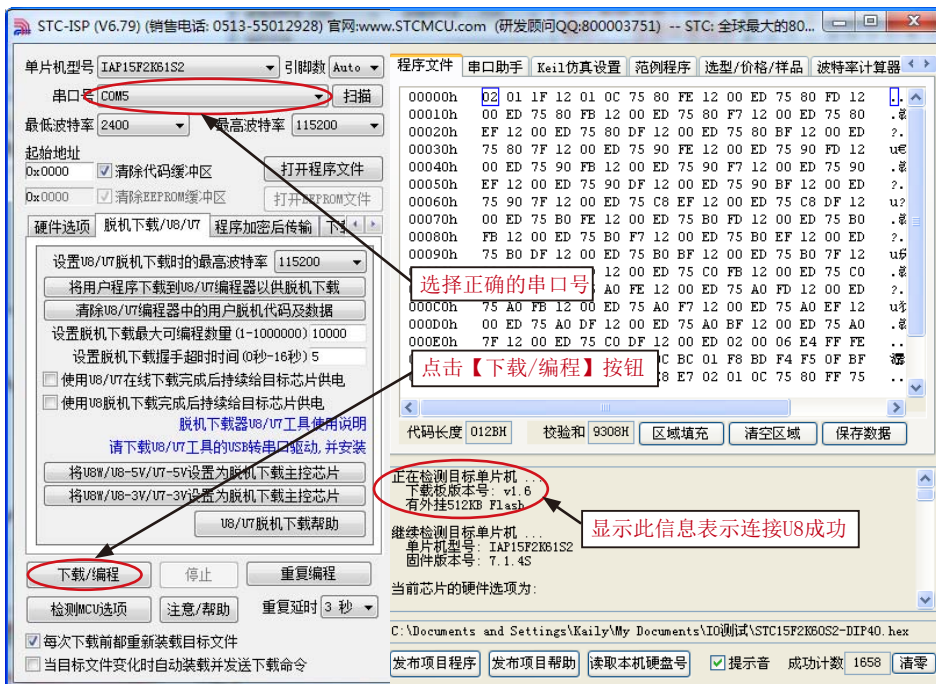 STC-ISP (V6.79) (销售电话: 0513-55012928) 官网:www.STCMCU.com (研发顾问QQ:800003751) -- STC: 全球最大的80...
单片机型号 IAP15F2K61S2 引脚数 Auto
串口号 COM5 扫描
最低波特率 2400 最高波特率 115200
起始地址
0x0000 清除代码缓冲区 打开程序文件
0x0000 清除EEPROM缓冲区 打开EEPROM文件
硬件选项 脱机下载/U8/U7 程序加密后传输
设置U8/U7脱机下载时的最高波特率 115200
将用户程序下载到U8/U7编程器以供脱机下载
清除U8/U7编程器中的用户脱机代码及数据
设置脱机下载最大可编程数量(1-1000000) 10000
设置脱机下载握手超时时间(0秒-16秒) 5
使用U8/U7在线下载完成后持续给目标芯片供电
使用U8脱机下载完成后持续给目标芯片供电
脱机下载器U8/U7工具使用说明
请下载U8/U7工具的USB转串口驱动,并安装
将U8W/U8-5V/U7-5V设置为脱机下载主控芯片
将U8W/U8-3V/U7-3V设置为脱机下载主控芯片
U8/U7脱机下载帮助
下载/编程 停止 重复编程
检测MCU选项 注意/帮助 重复延时 3 秒
每次下载前都重新装载目标文件
当目标文件变化时自动装载并发送下载命令
程序文件 串口助手 Keil仿真设置 范例程序 选型/价格/样品 波特率计算器
00000h 02 01 1F 12 01 0C 75 80 FE 12 00 ED 75 80 FD 12
00010h 00 ED 75 80 FB 12 00 ED 75 80 F7 12 00 ED 75 80
00020h EF 12 00 ED 75 80 DF 12 00 ED 75 80 BF 12 00 ED
00030h 75 80 7F 12 00 ED 75 90 FE 12 00 ED 75 90 FD 12
00040h 00 ED 75 90 FB 12 00 ED 75 90 F7 12 00 ED 75 90
00050h EF 12 00 ED 75 90 DF 12 00 ED 75 90 BF 12 00 ED
00060h 75 90 7F 12 00 ED 75 C8 EF 12 00 ED 75 C8 DF 12
00070h 00 ED 75 B0 FE 12 00 ED 75 B0 FD 12 00 ED 75 B0
00080h FB 12 00 ED 75 B0 F7 12 00 ED 75 B0 EF 12 00 ED
00090h 75 B0 DF 12 00 ED 75 B0 BF 12 00 ED 75 B0 7F 12
12 00 ED 75 C0 FB 12 00 ED 75 C0
A0 FE 12 00 ED 75 A0 FD 12 00 ED
000C0h 75 A0 FB 12 00 ED 75 A0 F7 12 00 ED 75 A0 EF 12
000D0h 00 ED 75 A0 DF 12 00 ED 75 A0 BF 12 00 ED 75 A0
000E0h 7F 12 00 ED 75 C0 DF 12 00 ED 02 00 06 E4 FF FE
BC 01 F8 BD F4 F5 0F BF
E7 02 01 0C 75 80 FF 75
选择正确的串口号
点击【下载/编程】按钮
代码长度 012BH 校验和 9308H 区域填充 清空区域 保存数据
正在检测目标单片机 ...
下载板版本号: v1.6
有外挂512KB Flash
显示此信息表示连接U8成功
继续检测目标单片机 ...
单片机型号: IAP15F2K61S2
固件版本号: 7.1.4S
当前芯片的硬件选项为:
C:\Documents and Settings\Kaily\My Documents\IO测试\STC15F2K60S2-DIP40.hex
发布项目程序 发布项目帮助 读取本机硬盘号 提示音 成功计数 1658 清零